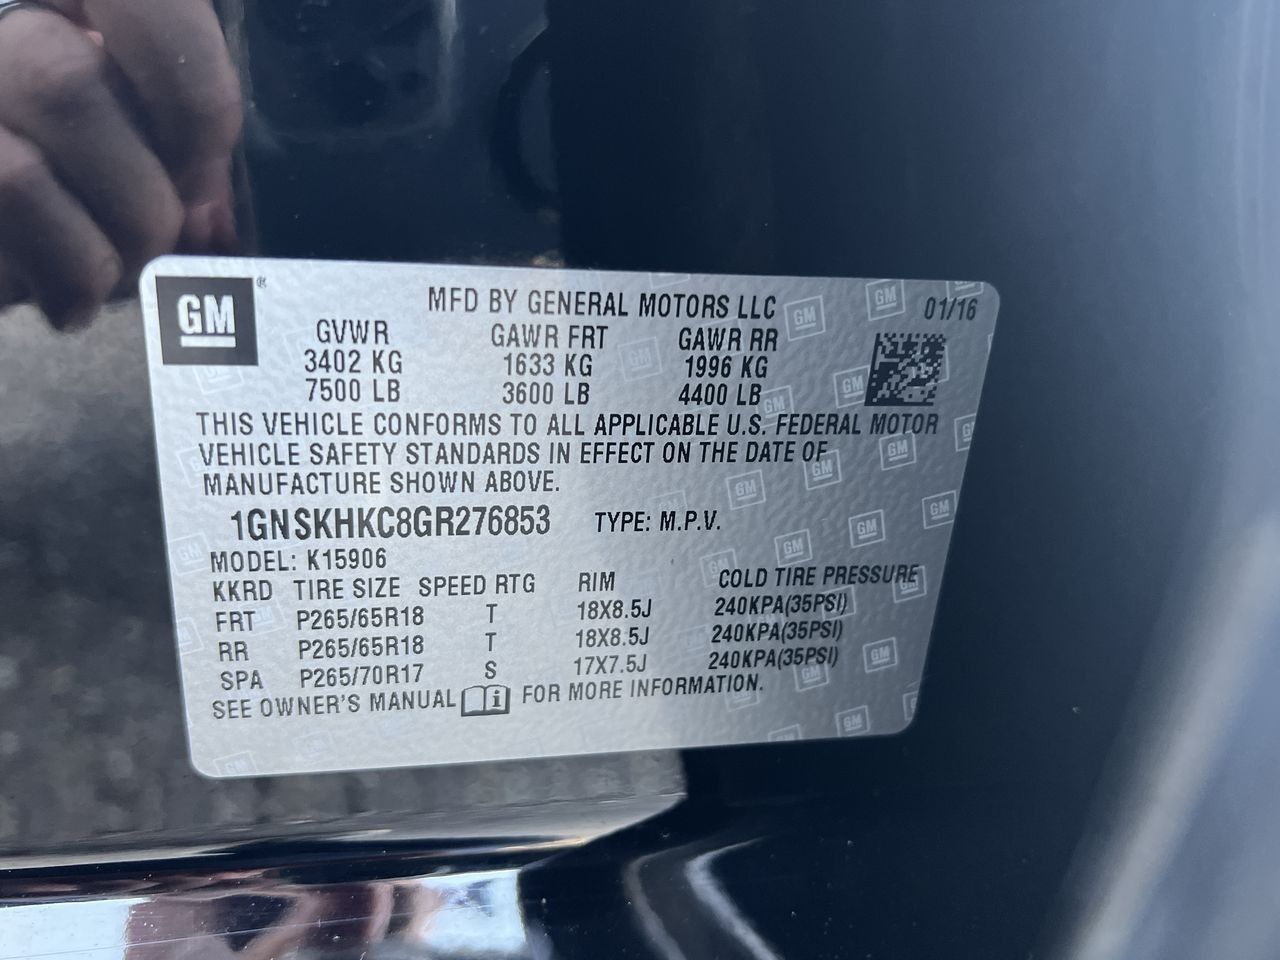 GM ®
MFD BY GENERAL MOTORS LLC 01/16
GVWR GAWR FRT GAWR RR
3402 KG 1633 KG 1996 KG
7500 LB 3600 LB 4400 LB
THIS VEHICLE CONFORMS TO ALL APPLICABLE U.S. FEDERAL MOTOR
VEHICLE SAFETY STANDARDS IN EFFECT ON THE DATE OF
MANUFACTURE SHOWN ABOVE.
1GNSKHKC8GR276853 TYPE: M.P.V.
MODEL: K15906
KKRD TIRE SIZE SPEED RTG RIM COLD TIRE PRESSURE
FRT P265/65R18 T 18X8.5J 240KPA(35PSI)
RR P265/65R18 T 18X8.5J 240KPA(35PSI)
SPA P265/70R17 S 17X7.5J 240KPA(35PSI)
SEE OWNER'S MANUAL i FOR MORE INFORMATION.